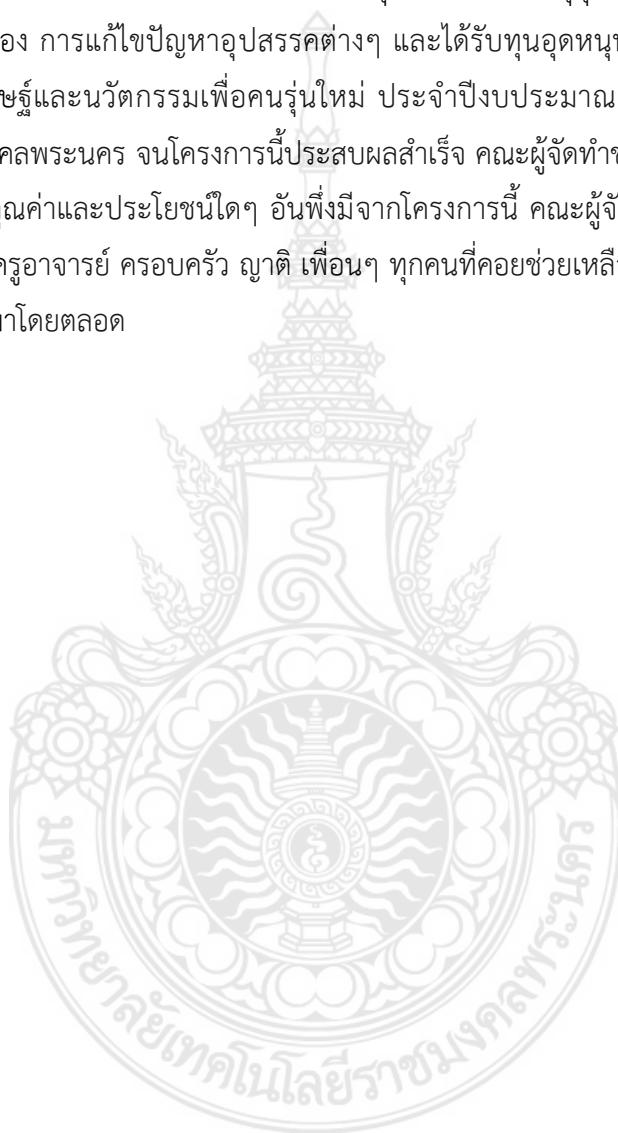 อง การแก้ไขปัญหาอุปสรรคต่างๆ และได้รับทุนอุดหนุน
ษฐ์และนวัตกรรมเพื่อคนรุ่นใหม่ ประจำปีงบประมาณ
คลพระนคร จนโครงการนี้ประสบผลสำเร็จ คณะผู้จัดทำข
ุณค่าและประโยชน์ใดๆ อันพึ่งมีจากโครงการนี้ คณะผู้จั
ครูอาจารย์ ครอบครัว ญาติ เพื่อนๆ ทุกคนที่คอยช่วยเหลื
มาโดยตลอด
มหาวิทยาลัยเทคโนโลยีราชมงคลพระนคร